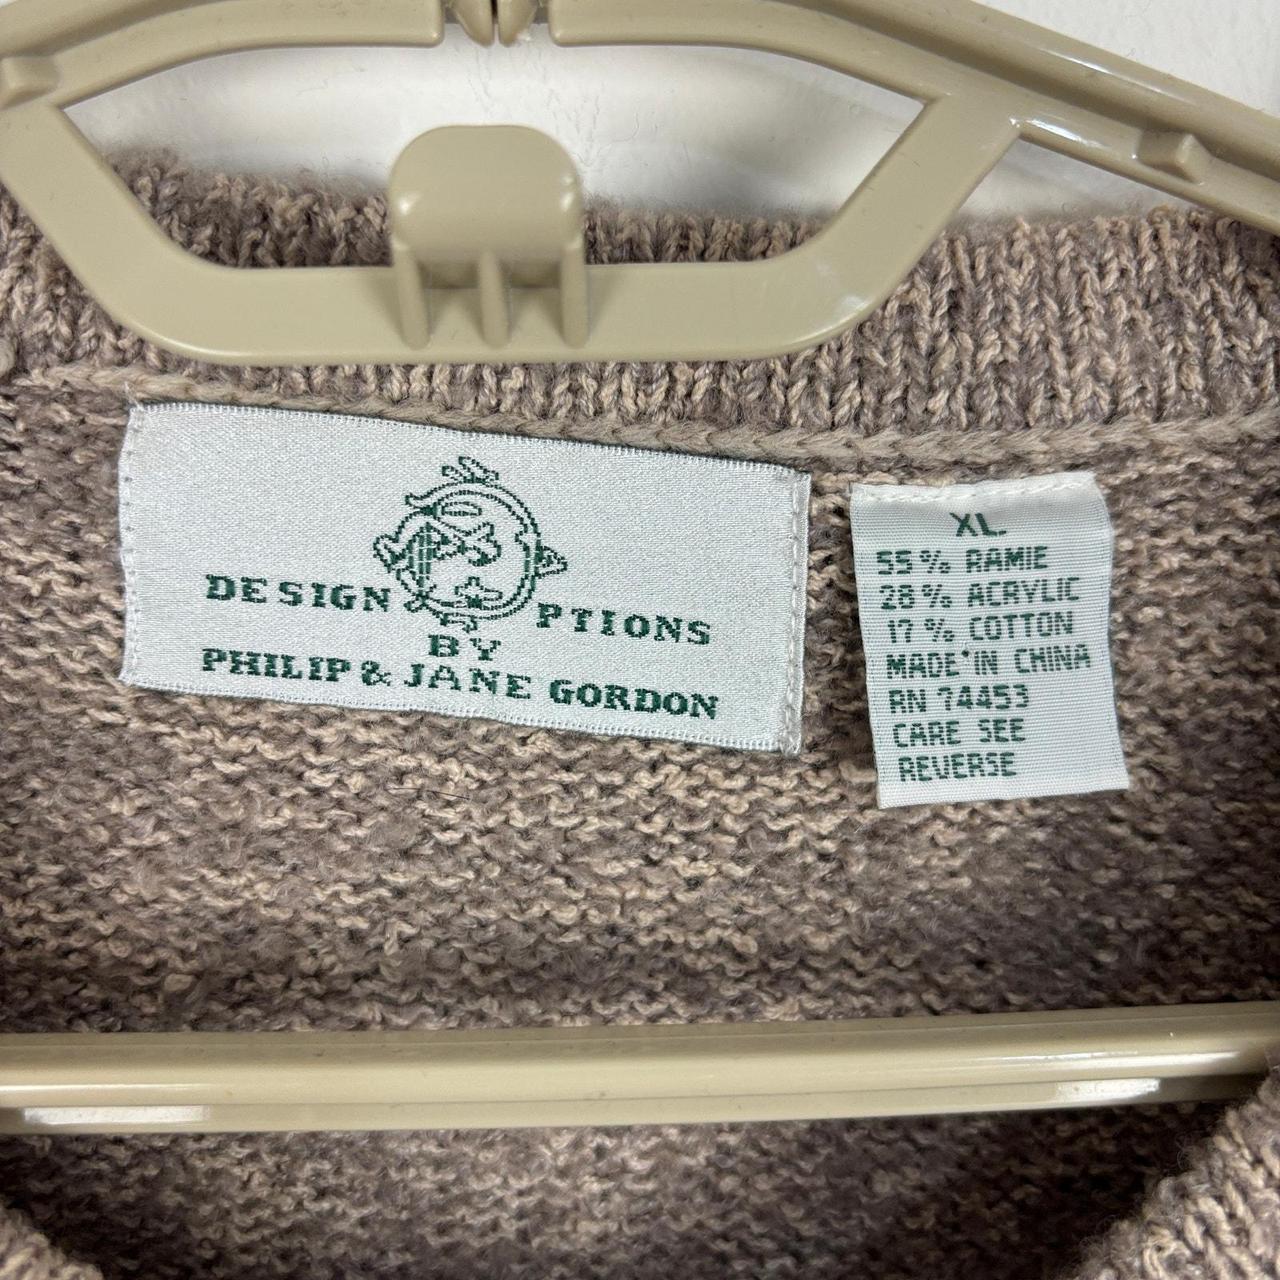 DESIGN OPTIONS
BY
PHILIP & JANE GORDON
XL
55% RAMIE
28% ACRYLIC
17% COTTON
MADE IN CHINA
RN 74453
CARE SEE
REVERSE